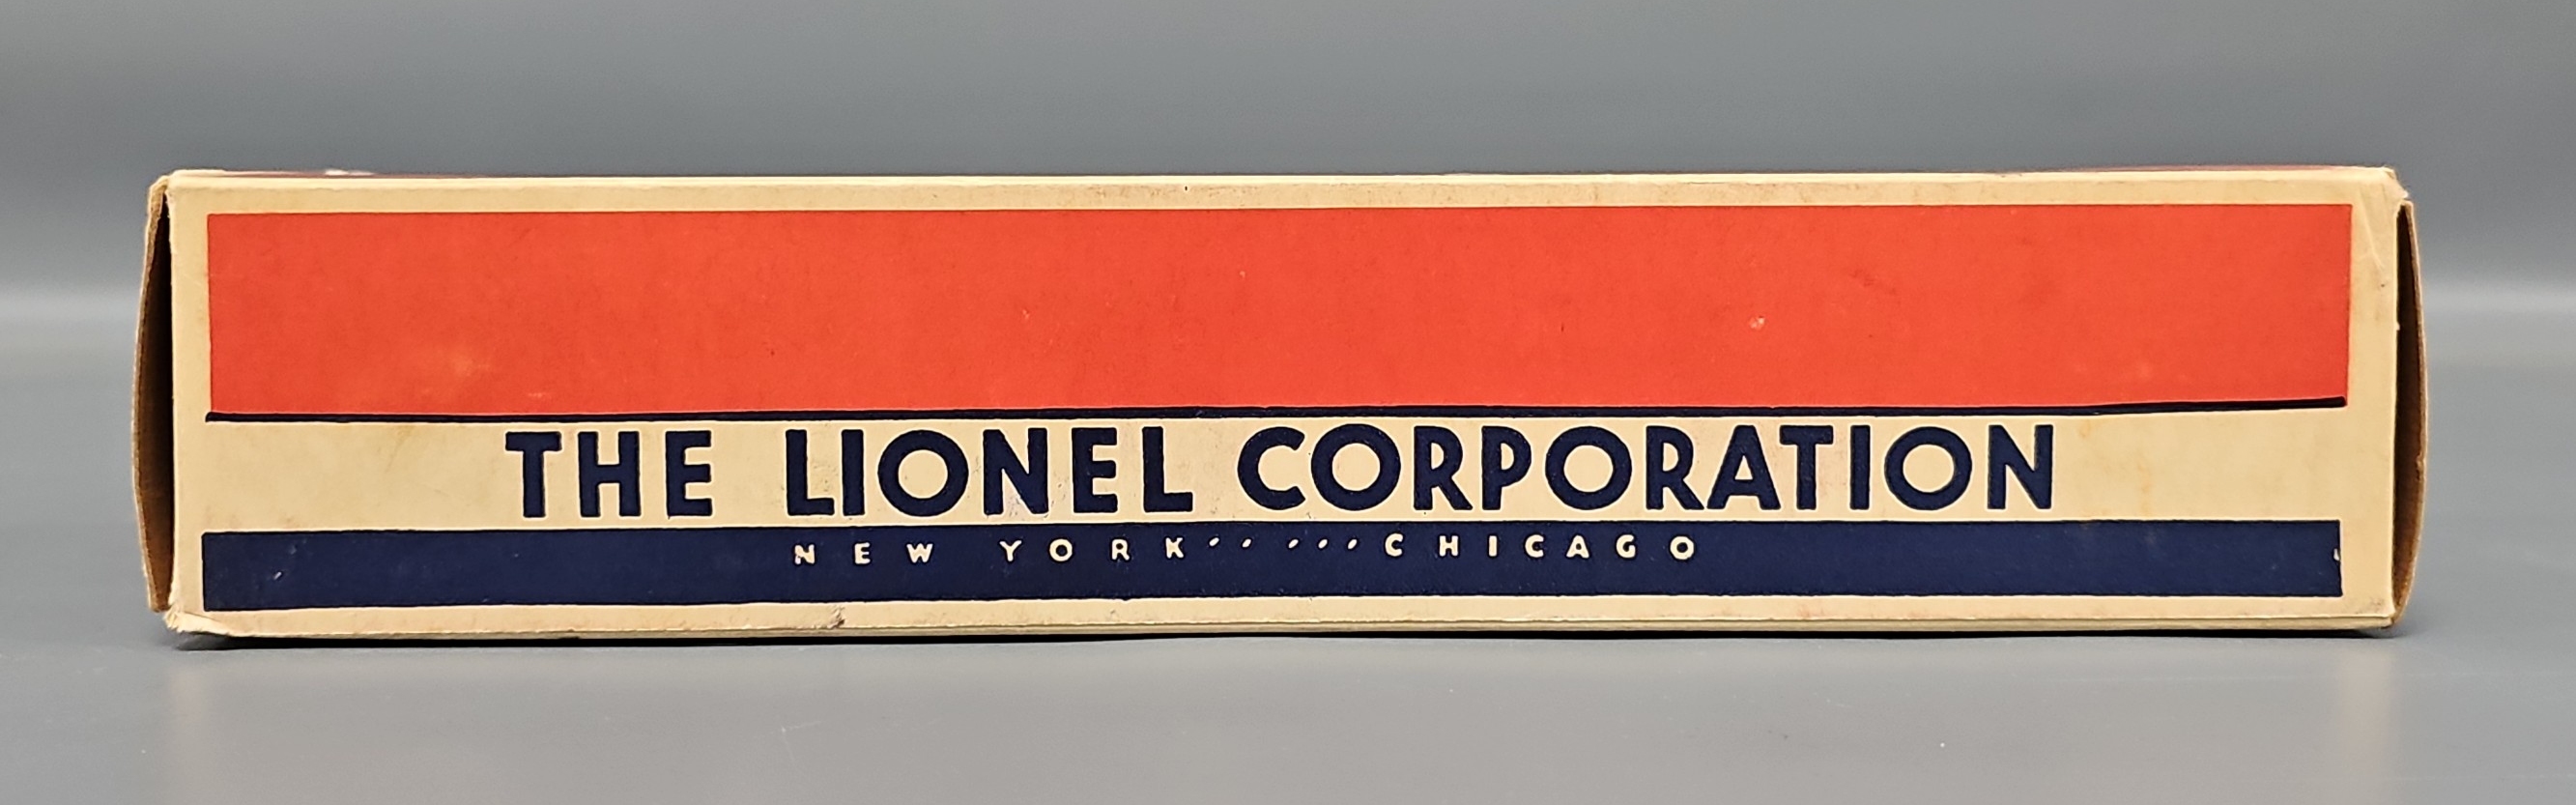 THE LIONEL CORPORATION
NEW YORK·· ···CHICAGO